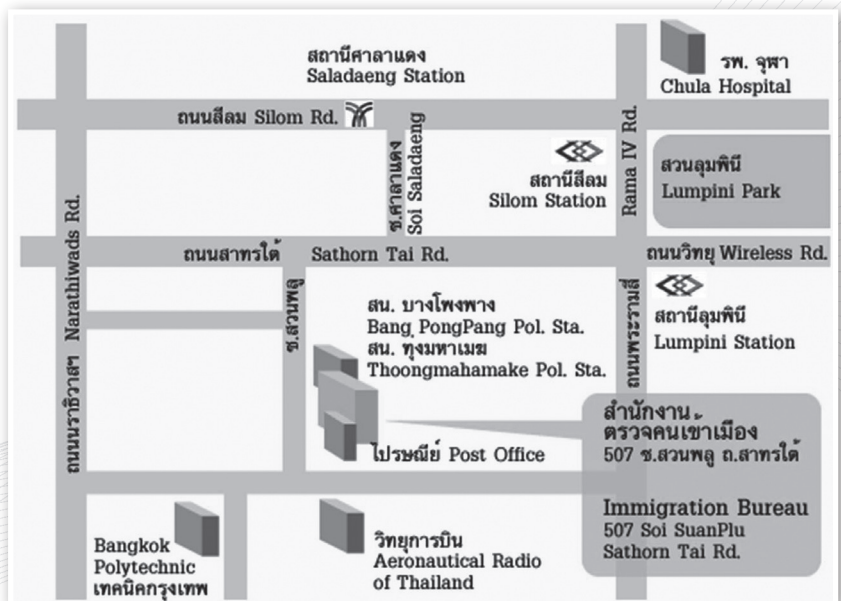 สถานีศาลาแดง
Saladaeng Station
รพ. จุฬา
Chula Hospital
ถนนสีลม Silom Rd.
ซ.ศาลาแดง
Soi Saladaeng
สถานีสีลม
Silom Station
Rama IV Rd.
ถนนพระรามสี่
สวนลุมพินี
Lumpini Park
ถนนสาทรใต้ Sathorn Tai Rd.
ถนนวิทยุ Wireless Rd.
Narathiwads Rd.
ถนนนราธิวาสฯ
ซ.สวนพลู
สน. บางโพงพาง
Bang PongPang Pol. Sta.
สน. ทุ่งมหาเมฆ
Thoongmahamake Pol. Sta.
สถานีลุมพินี
Lumpini Station
ไปรษณีย์ Post Office
สำนักงาน
ตรวจคนเข้าเมือง
507 ซ.สวนพลู ถ.สาทรใต้
Immigration Bureau
507 Soi SuanPlu
Sathorn Tai Rd.
Bangkok
Polytechnic
เทคนิคกรุงเทพ
วิทยุการบิน
Aeronautical Radio
of Thailand